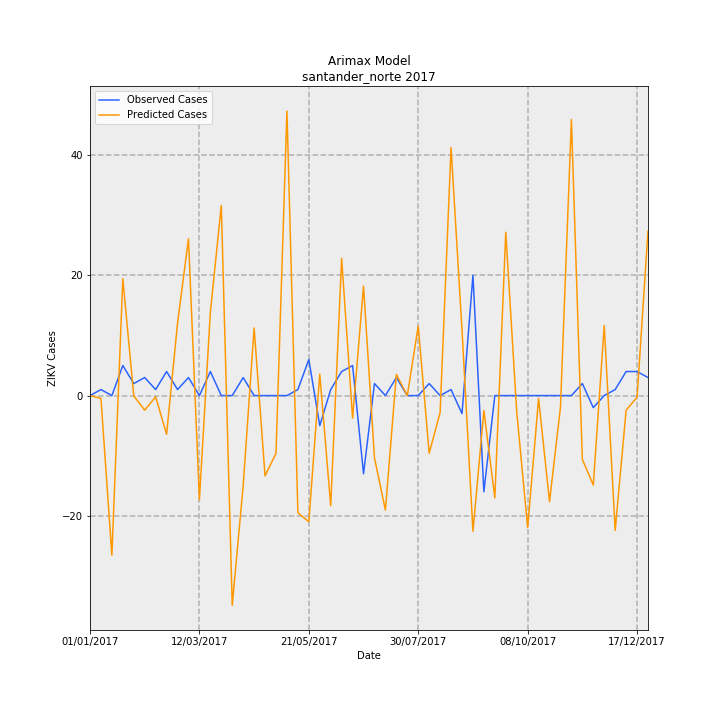 Arimax Model
santander_norte 2017
Observed Cases
Predicted Cases
40
20
0
−20
ZIKV Cases
01/01/2017
12/03/2017
21/05/2017
30/07/2017
08/10/2017
17/12/2017
Date